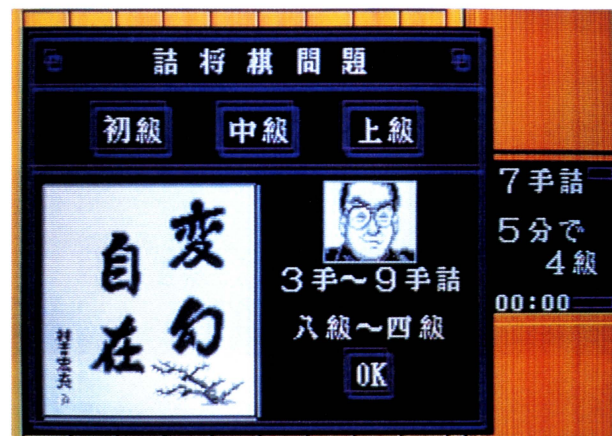 詰将棋問題
初級 中級 上級
変幻
自在
3手～9手詰
八級～四級
OK
7手詰
5分で
4級
00:00